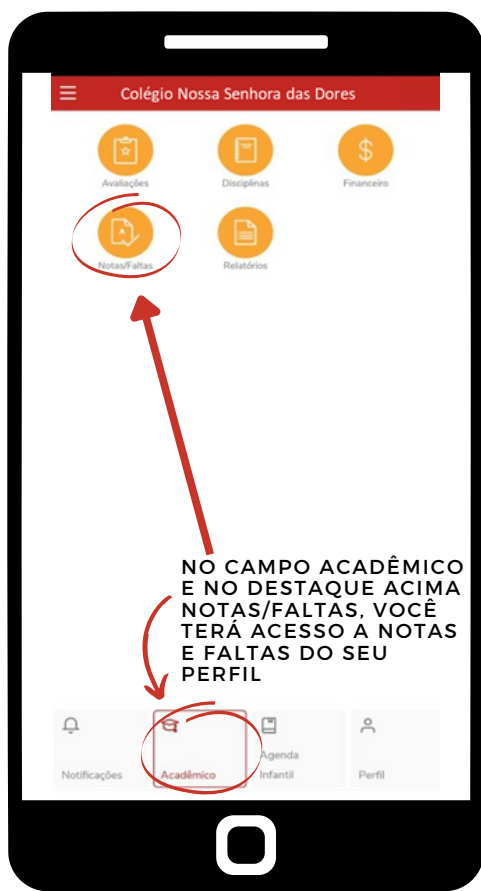 Colégio Nossa Senhora das Dores
Avaliações
Disciplinas
Financeiro
Notas/Faltas
Relatórios
NO CAMPO ACADÊMICO
E NO DESTAQUE ACIMA
NOTAS/FALTAS, VOCÊ
TERÁ ACESSO A NOTAS
E FALTAS DO SEU
PERFIL
Notificações
Acadêmico
Agenda
Infantil
Perfil